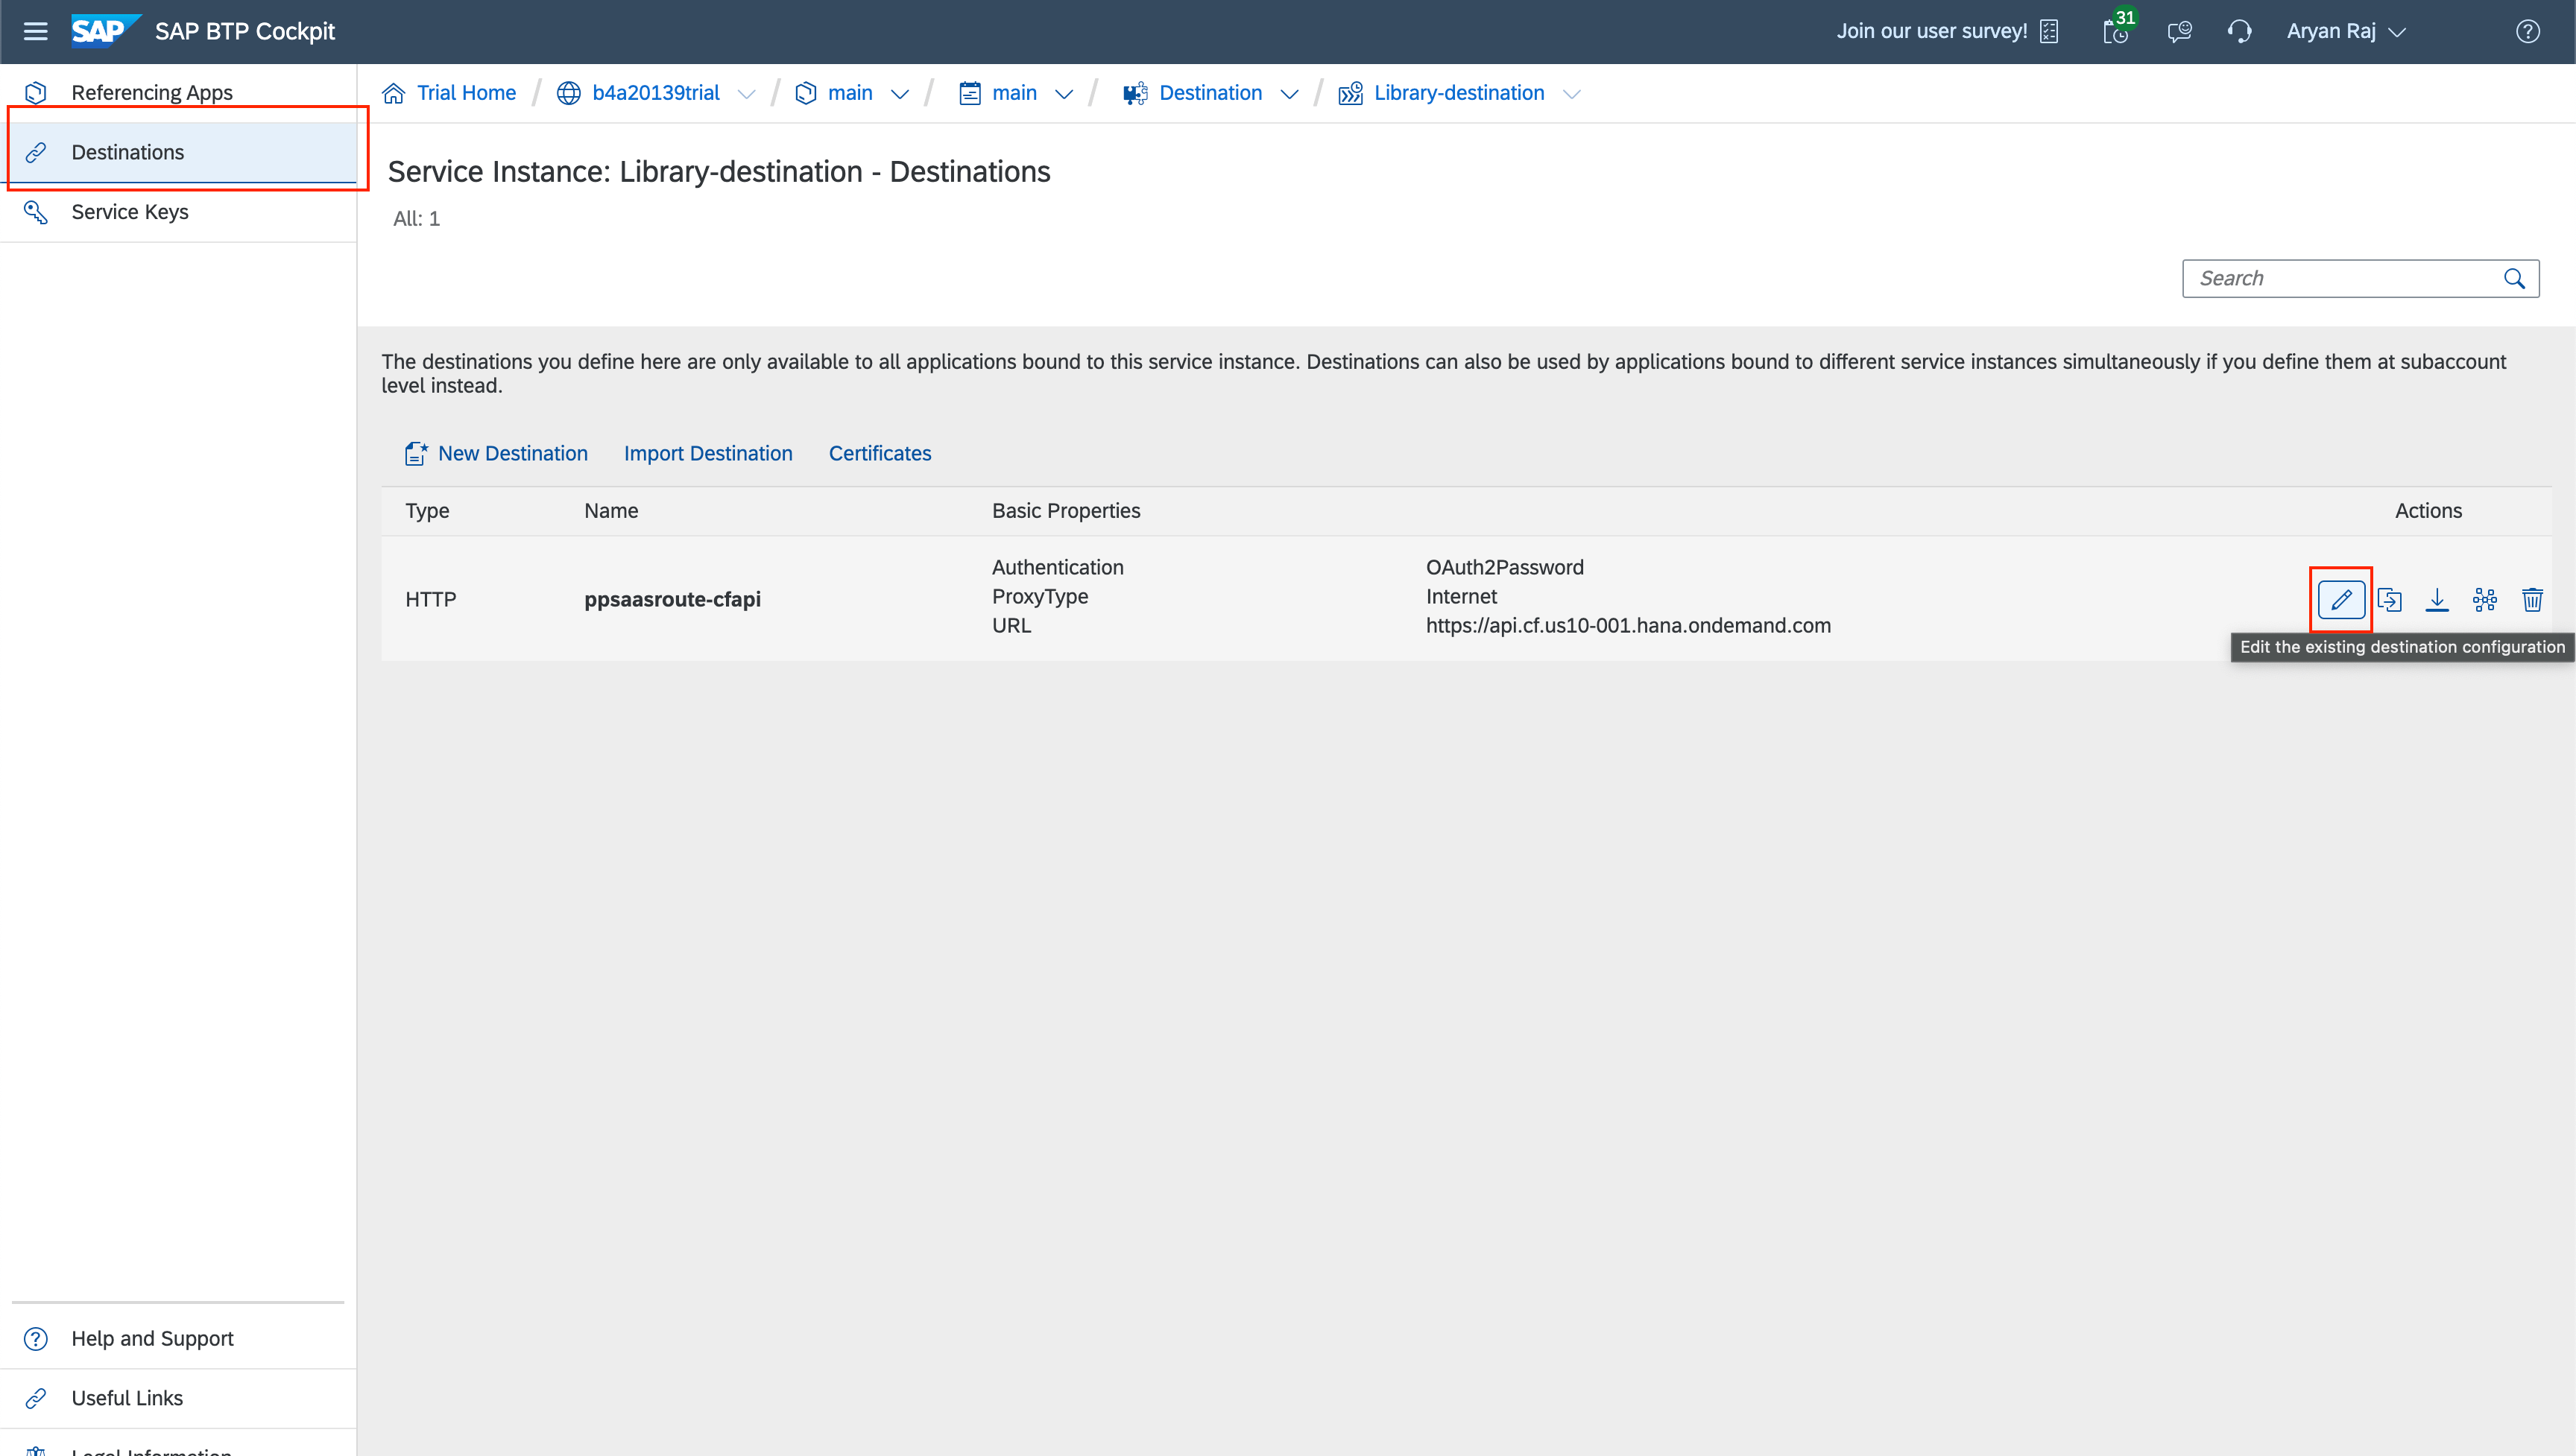 SAP SAP BTP Cockpit
Join our user survey!
31
Aryan Raj
Referencing Apps
Destinations
Service Keys
Trial Home / b4a20139trial / main / main / Destination / Library-destination
Service Instance: Library-destination - Destinations
All: 1
Search
The destinations you define here are only available to all applications bound to this service instance. Destinations can also be used by applications bound to different service instances simultaneously if you define them at subaccount
level instead.
New Destination Import Destination Certificates
Type Name Basic Properties Actions
HTTP ppsaasroute-cfapi
Authentication OAuth2Password
ProxyType Internet
URL https://api.cf.us10-001.hana.ondemand.com
Edit the existing destination configuration
Help and Support
Useful Links
Legal Information